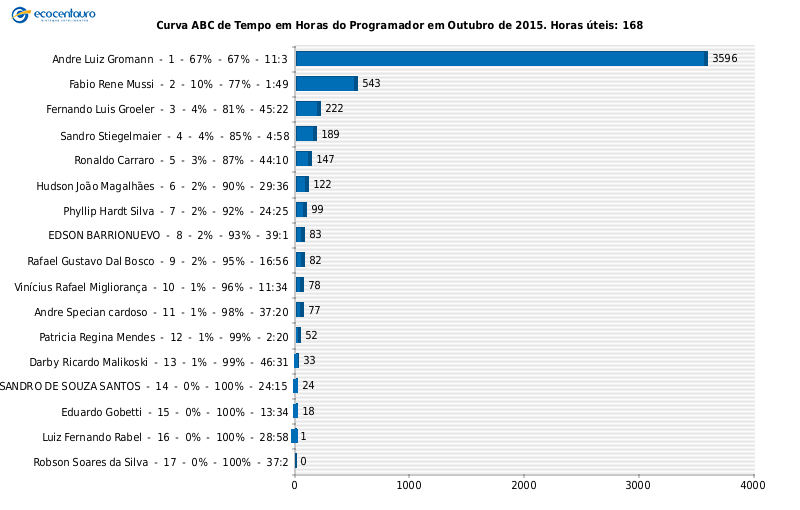 ecocentauro
Curva ABC de Tempo em Horas do Programador em Outubro de 2015. Horas úteis: 168
Andre Luiz Gromann - 1 - 67% - 67% - 11:3 3596
Fabio Rene Mussi - 2 - 10% - 77% - 1:49 543
Fernando Luis Groeler - 3 - 4% - 81% - 45:22 222
Sandro Stiegelmaier - 4 - 4% - 85% - 4:58 189
Ronaldo Carraro - 5 - 3% - 87% - 44:10 147
Hudson João Magalhães - 6 - 2% - 90% - 29:36 122
Phyllip Hardt Silva - 7 - 2% - 92% - 24:25 99
EDSON BARRIONUEVO - 8 - 2% - 93% - 39:1 83
Rafael Gustavo Dal Bosco - 9 - 2% - 95% - 16:56 82
Vinícius Rafael Migliorança - 10 - 1% - 96% - 11:34 78
Andre Specian cardoso - 11 - 1% - 98% - 37:20 77
Patricia Regina Mendes - 12 - 1% - 99% - 2:20 52
Darby Ricardo Malikoski - 13 - 1% - 99% - 46:31 33
SANDRO DE SOUZA SANTOS - 14 - 0% - 100% - 24:15 24
Eduardo Gobetti - 15 - 0% - 100% - 13:34 18
Luiz Fernando Rabel - 16 - 0% - 100% - 28:58 1
Robson Soares da Silva - 17 - 0% - 100% - 37:2 0
0 1000 2000 3000 4000